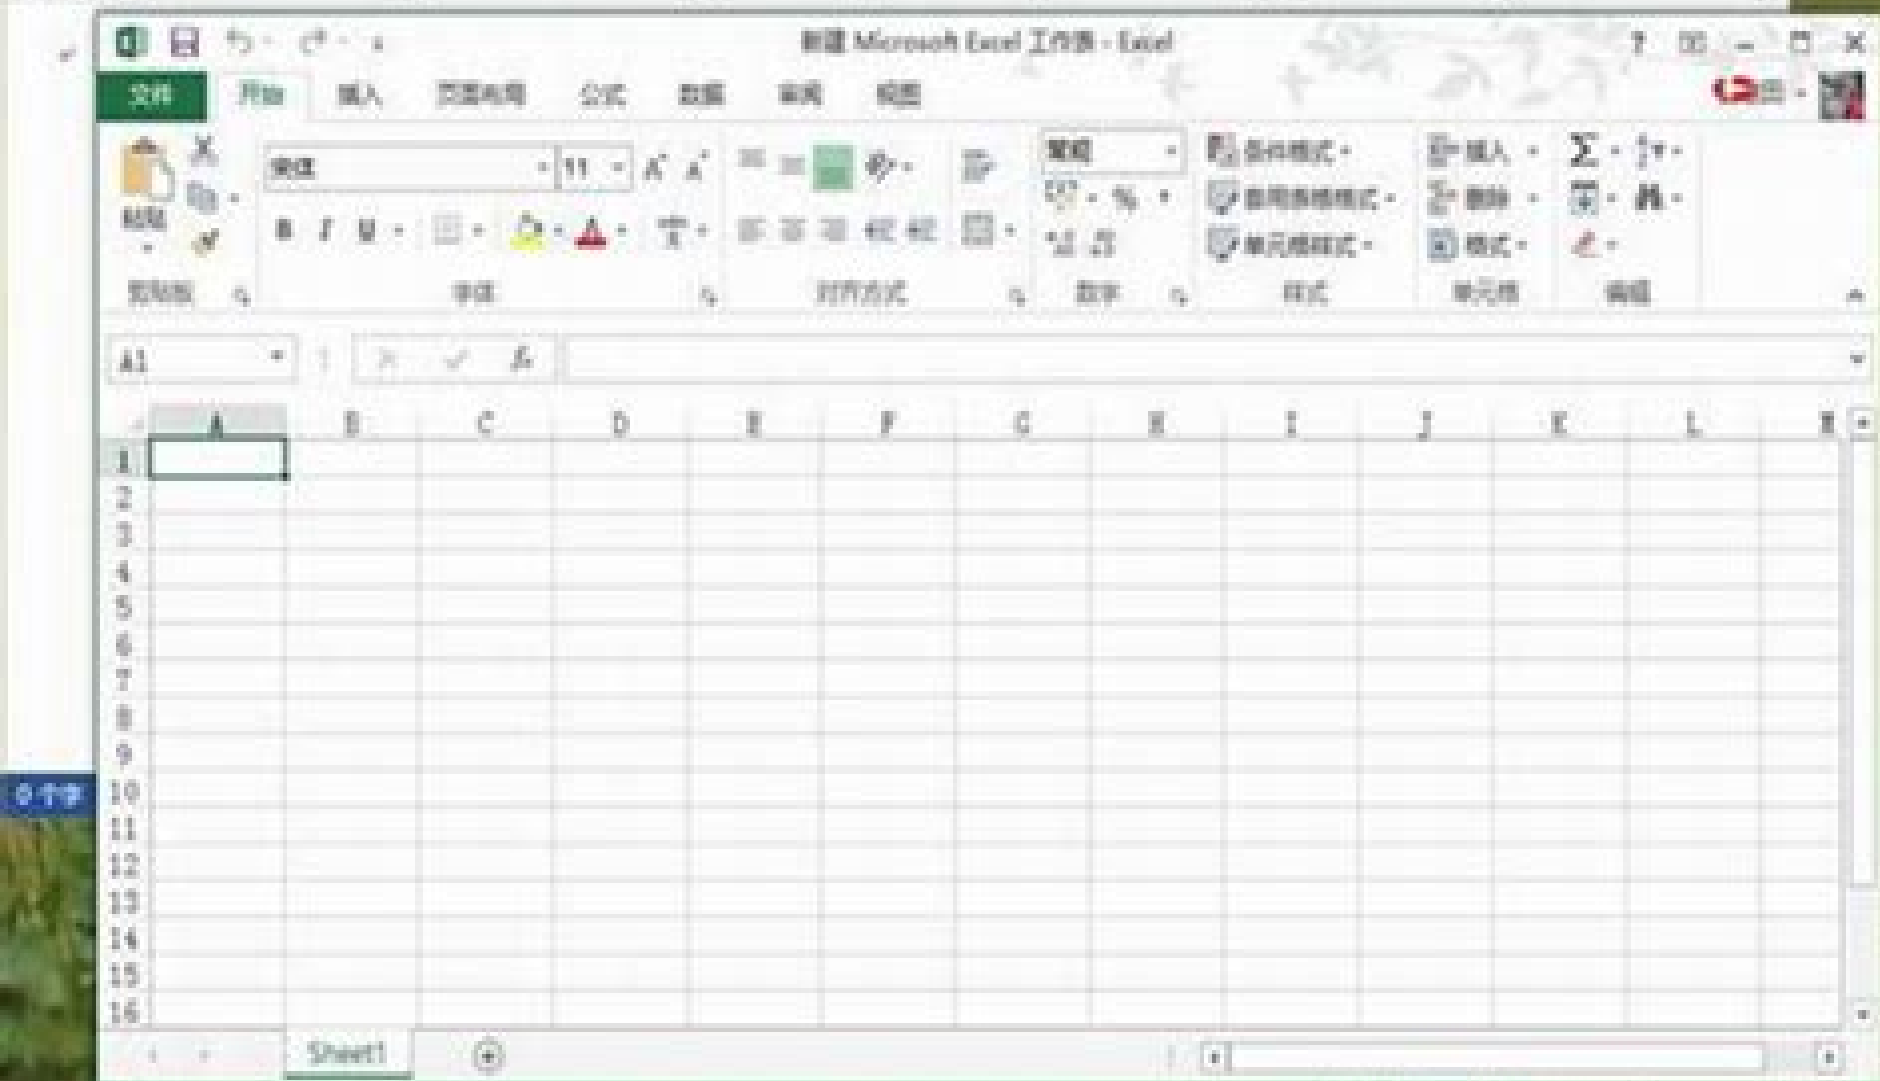 新建 Microsoft Excel 工作表 - Excel
文件 开始 插入 页面布局 公式 数据 审阅 视图
宋体 11 常规 条件格式 插入
粘贴 套用表格格式 删除
B I U A % 单元格样式 格式
剪贴板 字体 对齐方式 数字 样式 单元格 编辑
A1 fx
A B C D E F G H I J K L M
1
2
3
4
5
6
7
8
9
0 个字 10
11
12
13
14
15
16
Sheet1